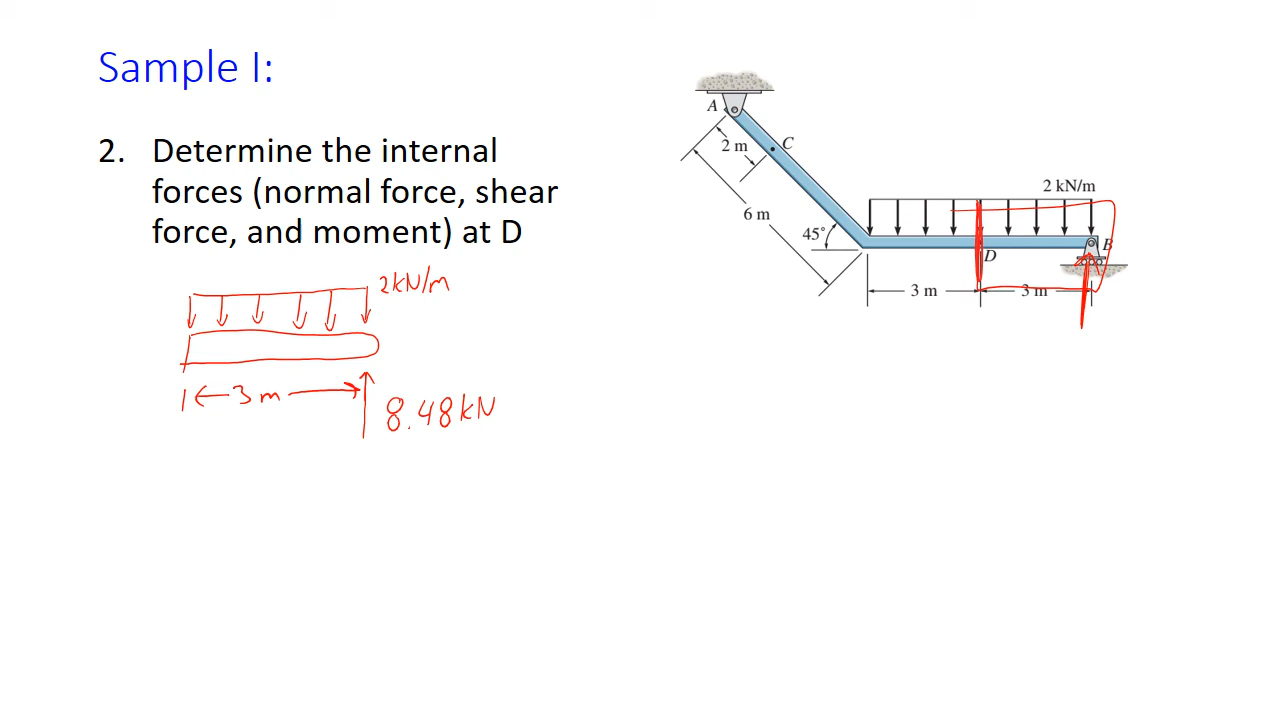 Sample I:
2. Determine the internal
forces (normal force, shear
force, and moment) at D
2kN/m
3 m
8.48kN
A
2 m
C
6 m
45°
2 kN/m
B
D
3 m
3 m